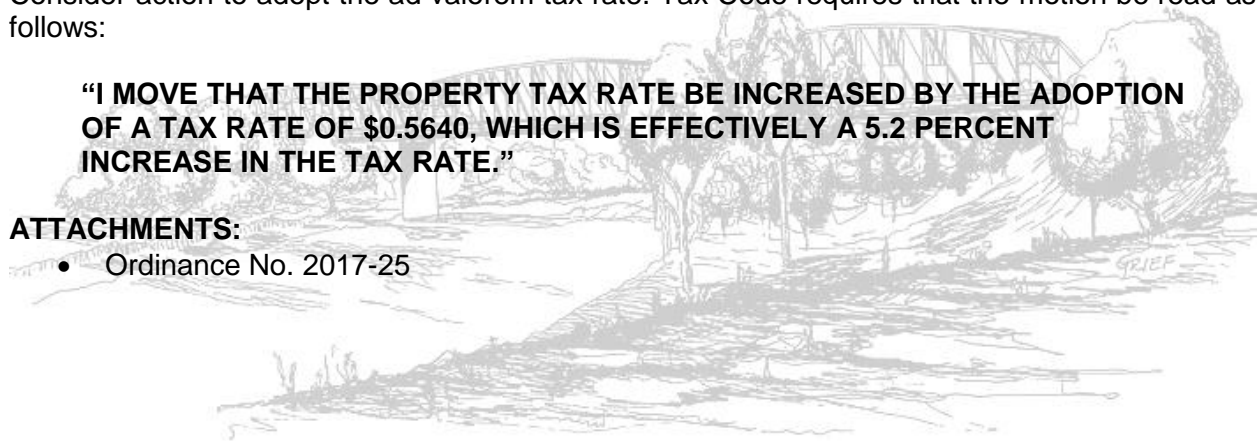 Consider action to adopt the ad valorem tax rate. Tax Code requires that the motion be read as
follows:
“I MOVE THAT THE PROPERTY TAX RATE BE INCREASED BY THE ADOPTION
OF A TAX RATE OF $0.5640, WHICH IS EFFECTIVELY A 5.2 PERCENT
INCREASE IN THE TAX RATE.”
ATTACHMENTS:
• Ordinance No. 2017-25
GRIEF